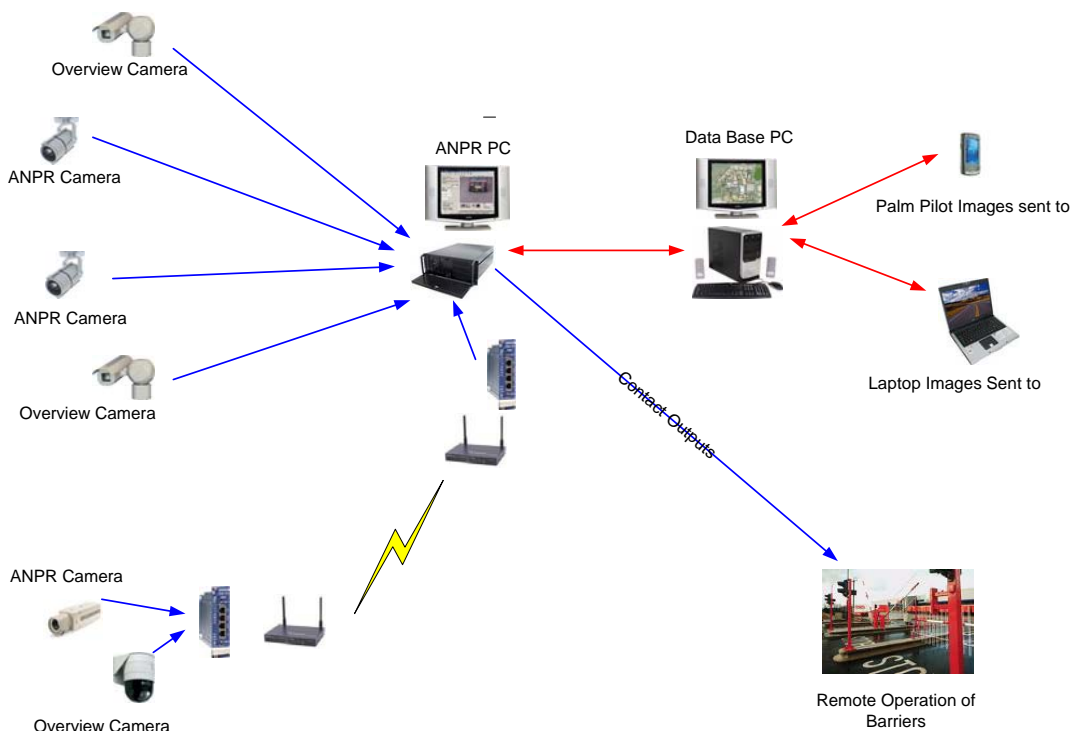 Overview Camera
ANPR Camera
ANPR PC
Data Base PC
Palm Pilot Images sent to
ANPR Camera
Laptop Images Sent to
Overview Camera
Contact Outputs
ANPR Camera
Overview Camera
Remote Operation of
Barriers
STO